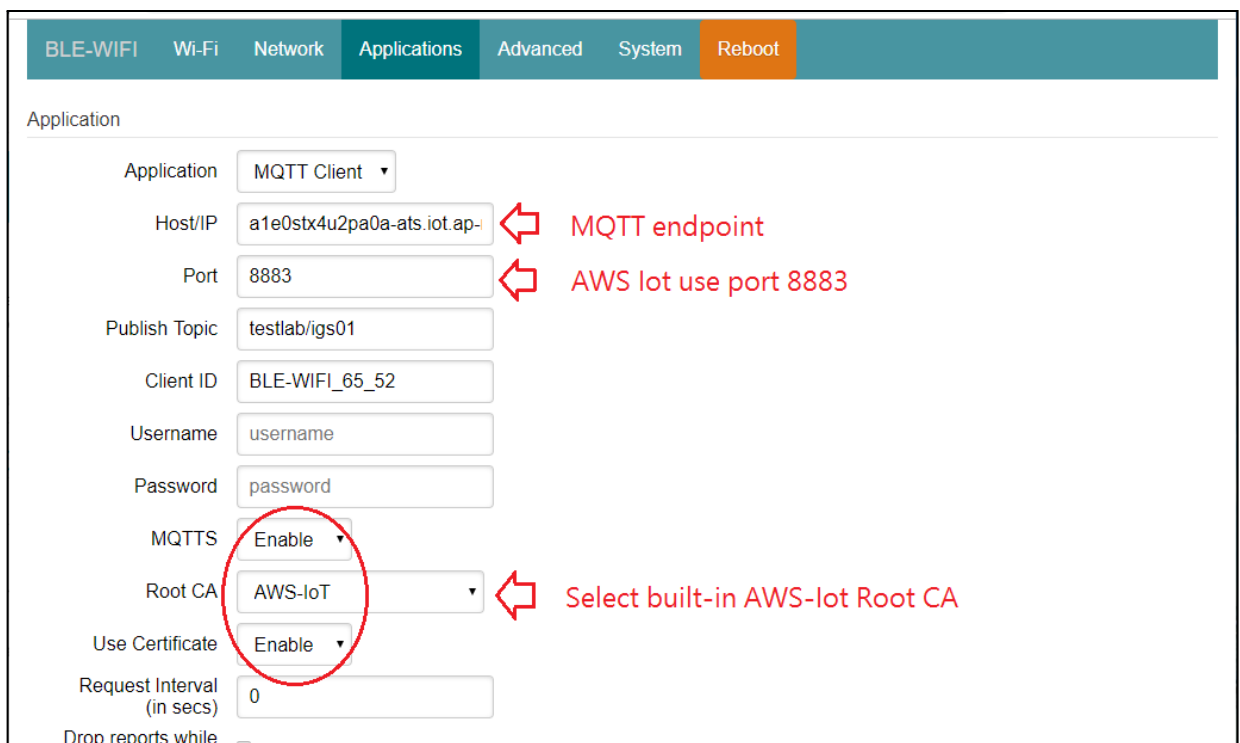 BLE-WIFI Wi-Fi Network Applications Advanced System Reboot
Application
Application MQTT Client
Host/IP a1e0stx4u2pa0a-ats.iot.ap- MQTT endpoint
Port 8883 AWS Iot use port 8883
Publish Topic testlab/igs01
Client ID BLE-WIFI_65_52
Username username
Password password
MQTTS Enable
Root CA AWS-IoT Select built-in AWS-Iot Root CA
Use Certificate Enable
Request Interval
(in secs) 0
Drop reports while